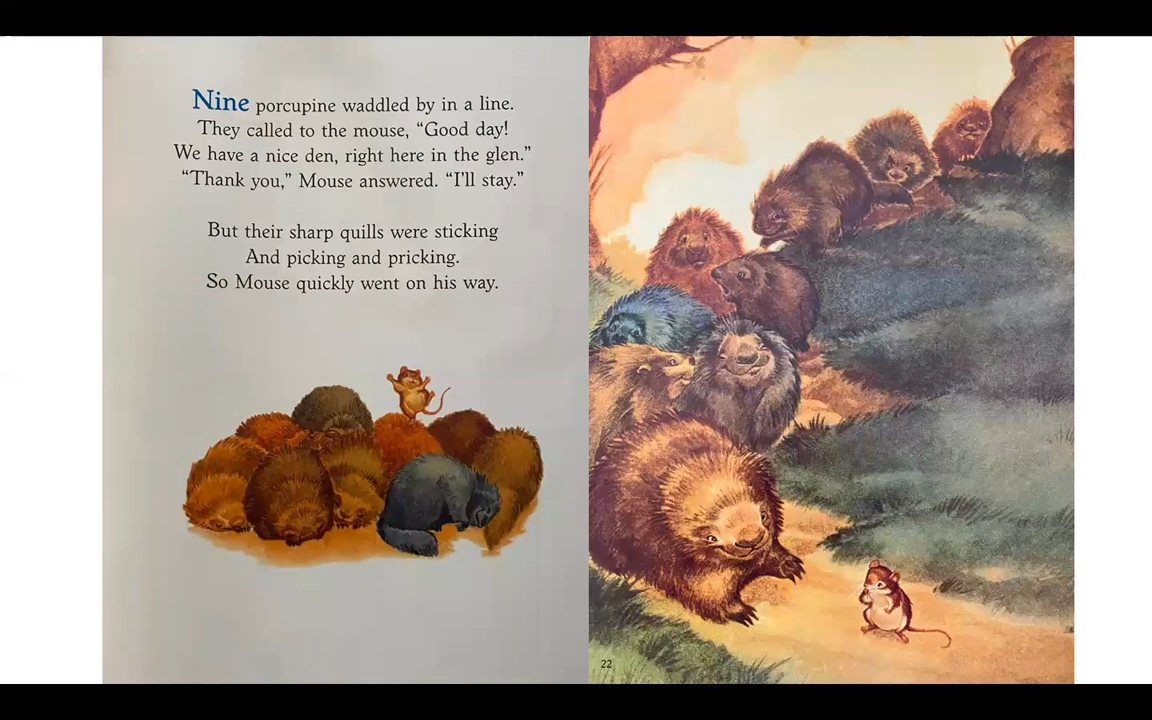 Nine porcupine waddled by in a line.
They called to the mouse, “Good day!
We have a nice den, right here in the glen.”
“Thank you,” Mouse answered. “I’ll stay.”
But their sharp quills were sticking
And picking and pricking.
So Mouse quickly went on his way.
22